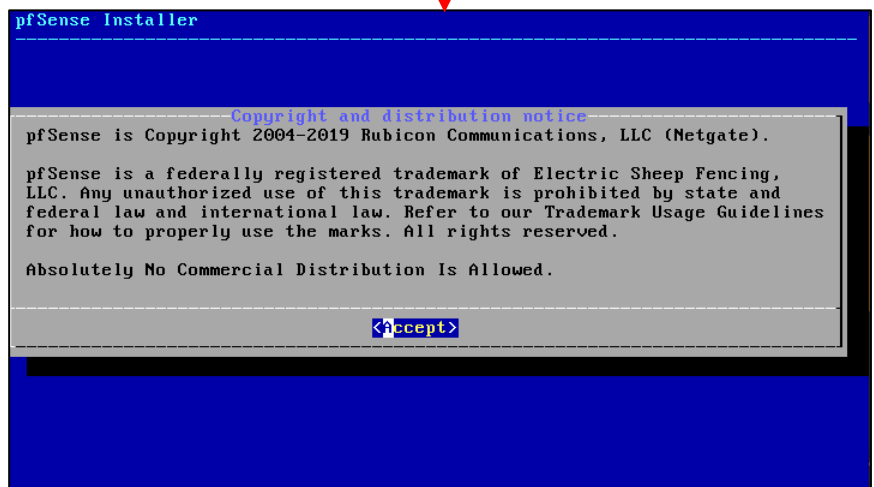 pfSense Installer
Copyright and distribution notice
pfSense is Copyright 2004-2019 Rubicon Communications, LLC (Netgate).
pfSense is a federally registered trademark of Electric Sheep Fencing,
LLC. Any unauthorized use of this trademark is prohibited by state and
federal law and international law. Refer to our Trademark Usage Guidelines
for how to properly use the marks. All rights reserved.
Absolutely No Commercial Distribution Is Allowed.
<Accept>